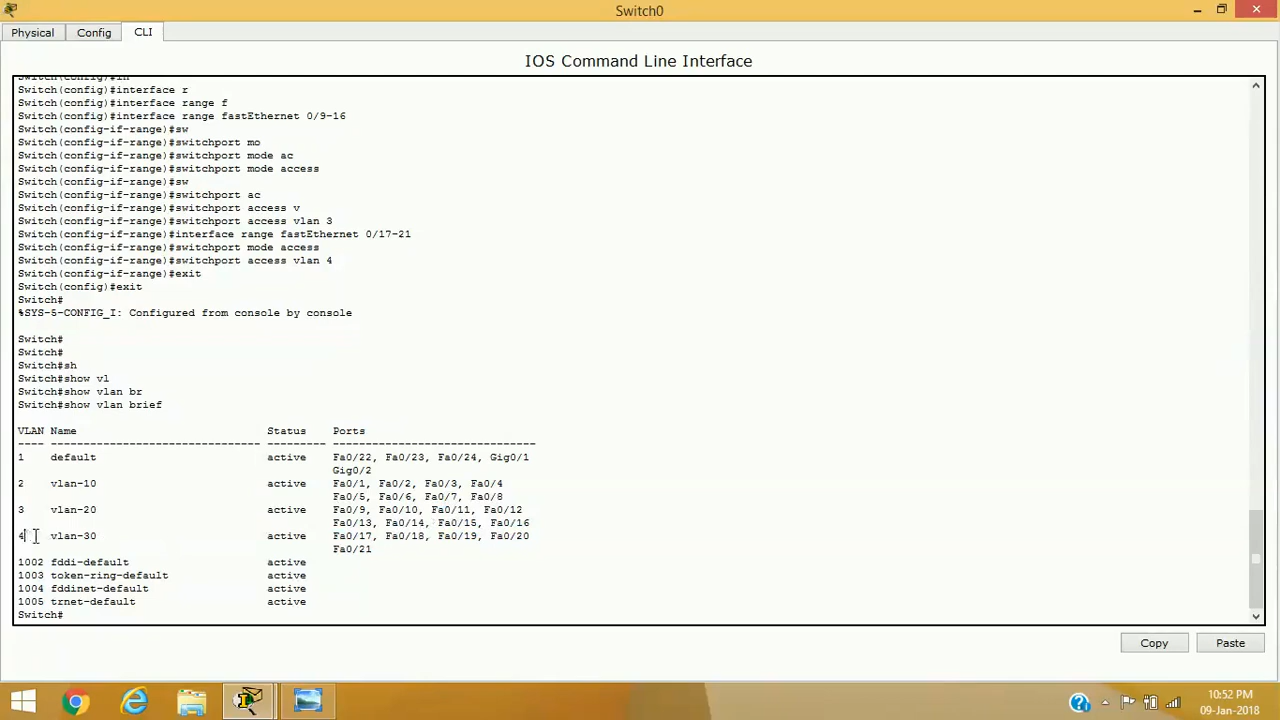 Switch0
Physical
Config
CLI
IOS Command Line Interface
Switch(config)#in
Switch(config)#interface r
Switch(config)#interface range f
Switch(config)#interface range fastEthernet 0/9-16
Switch(config-if-range)#sw
Switch(config-if-range)#switchport mo
Switch(config-if-range)#switchport mode ac
Switch(config-if-range)#switchport mode access
Switch(config-if-range)#sw
Switch(config-if-range)#switchport ac
Switch(config-if-range)#switchport access v
Switch(config-if-range)#switchport access vlan 3
Switch(config-if-range)#interface range fastEthernet 0/17-21
Switch(config-if-range)#switchport mode access
Switch(config-if-range)#switchport access vlan 4
Switch(config-if-range)#exit
Switch(config)#exit
Switch#
%SYS-5-CONFIG_I: Configured from console by console
Switch#
Switch#
Switch#sh
Switch#show vl
Switch#show vlan br
Switch#show vlan brief
VLAN Name Status Ports
---- -------------------------------- --------- -------------------------------
1 default active Fa0/22, Fa0/23, Fa0/24, Gig0/1
Gig0/2
2 vlan-10 active Fa0/1, Fa0/2, Fa0/3, Fa0/4
Fa0/5, Fa0/6, Fa0/7, Fa0/8
3 vlan-20 active Fa0/9, Fa0/10, Fa0/11, Fa0/12
Fa0/13, Fa0/14, Fa0/15, Fa0/16
4 vlan-30 active Fa0/17, Fa0/18, Fa0/19, Fa0/20
Fa0/21
1002 fddi-default active
1003 token-ring-default active
1004 fddinet-default active
1005 trnet-default active
Switch#
Copy
Paste
10:52 PM
09-Jan-2018